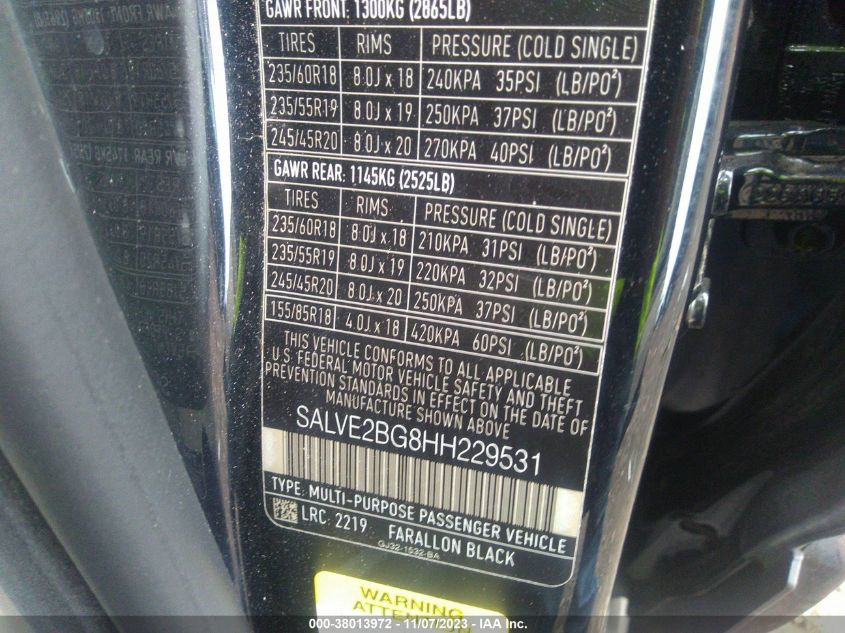 GAWR FRONT: 1300KG (2865LB)
TIRES RIMS PRESSURE (COLD SINGLE)
235/60R18 8.0J x 18 240KPA 35PSI (LB/PO²)
235/55R19 8.0J x 19 250KPA 37PSI (LB/PO²)
245/45R20 8.0J x 20 270KPA 40PSI (LB/PO²)
GAWR REAR: 1145KG (2525LB)
TIRES RIMS PRESSURE (COLD SINGLE)
235/60R18 8.0J x 18 210KPA 31PSI (LB/PO²)
235/55R19 8.0J x 19 220KPA 32PSI (LB/PO²)
245/45R20 8.0J x 20 250KPA 37PSI (LB/PO²)
155/85R18 4.0J x 18 420KPA 60PSI (LB/PO²)
THIS VEHICLE CONFORMS TO ALL APPLICABLE
U.S. FEDERAL MOTOR VEHICLE SAFETY AND THEFT
PREVENTION STANDARDS IN EFFECT ON THE DATE OF
MANUFACTURE SHOWN ABOVE
SALVE2BG8HH229531
TYPE: MULTI-PURPOSE PASSENGER VEHICLE
LRC: 2219 FARALLON BLACK
GJ32-1532-BA
WARNING
ATTENTION
© IAA - 38013972 - 11/07/2023 - IAA, Inc.